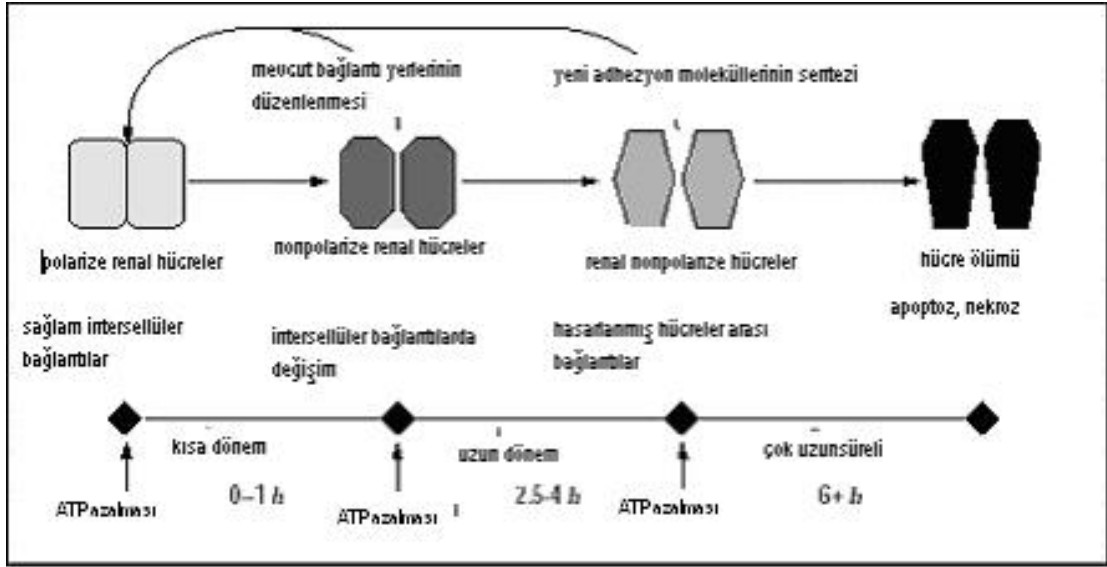 mevcut bağlantı yerlerinin
düzenlenmesi
yeni adhezyon moleküllerinin sentezi
polarize renal hücreler
nonpolarize renal hücreler
renal nonpolarize hücreler
hücre ölümü
apoptoz, nekroz
sağlam intersellüler
bağlantılar
intersellüler bağlantılarda
değişim
hasarlanmış hücreler arası
bağlantılar
kısa dönem
uzun dönem
çok uzunsüreli
0–1 h
2.5-4 h
6+ h
ATPazalması
ATPazalması
ATPazalması